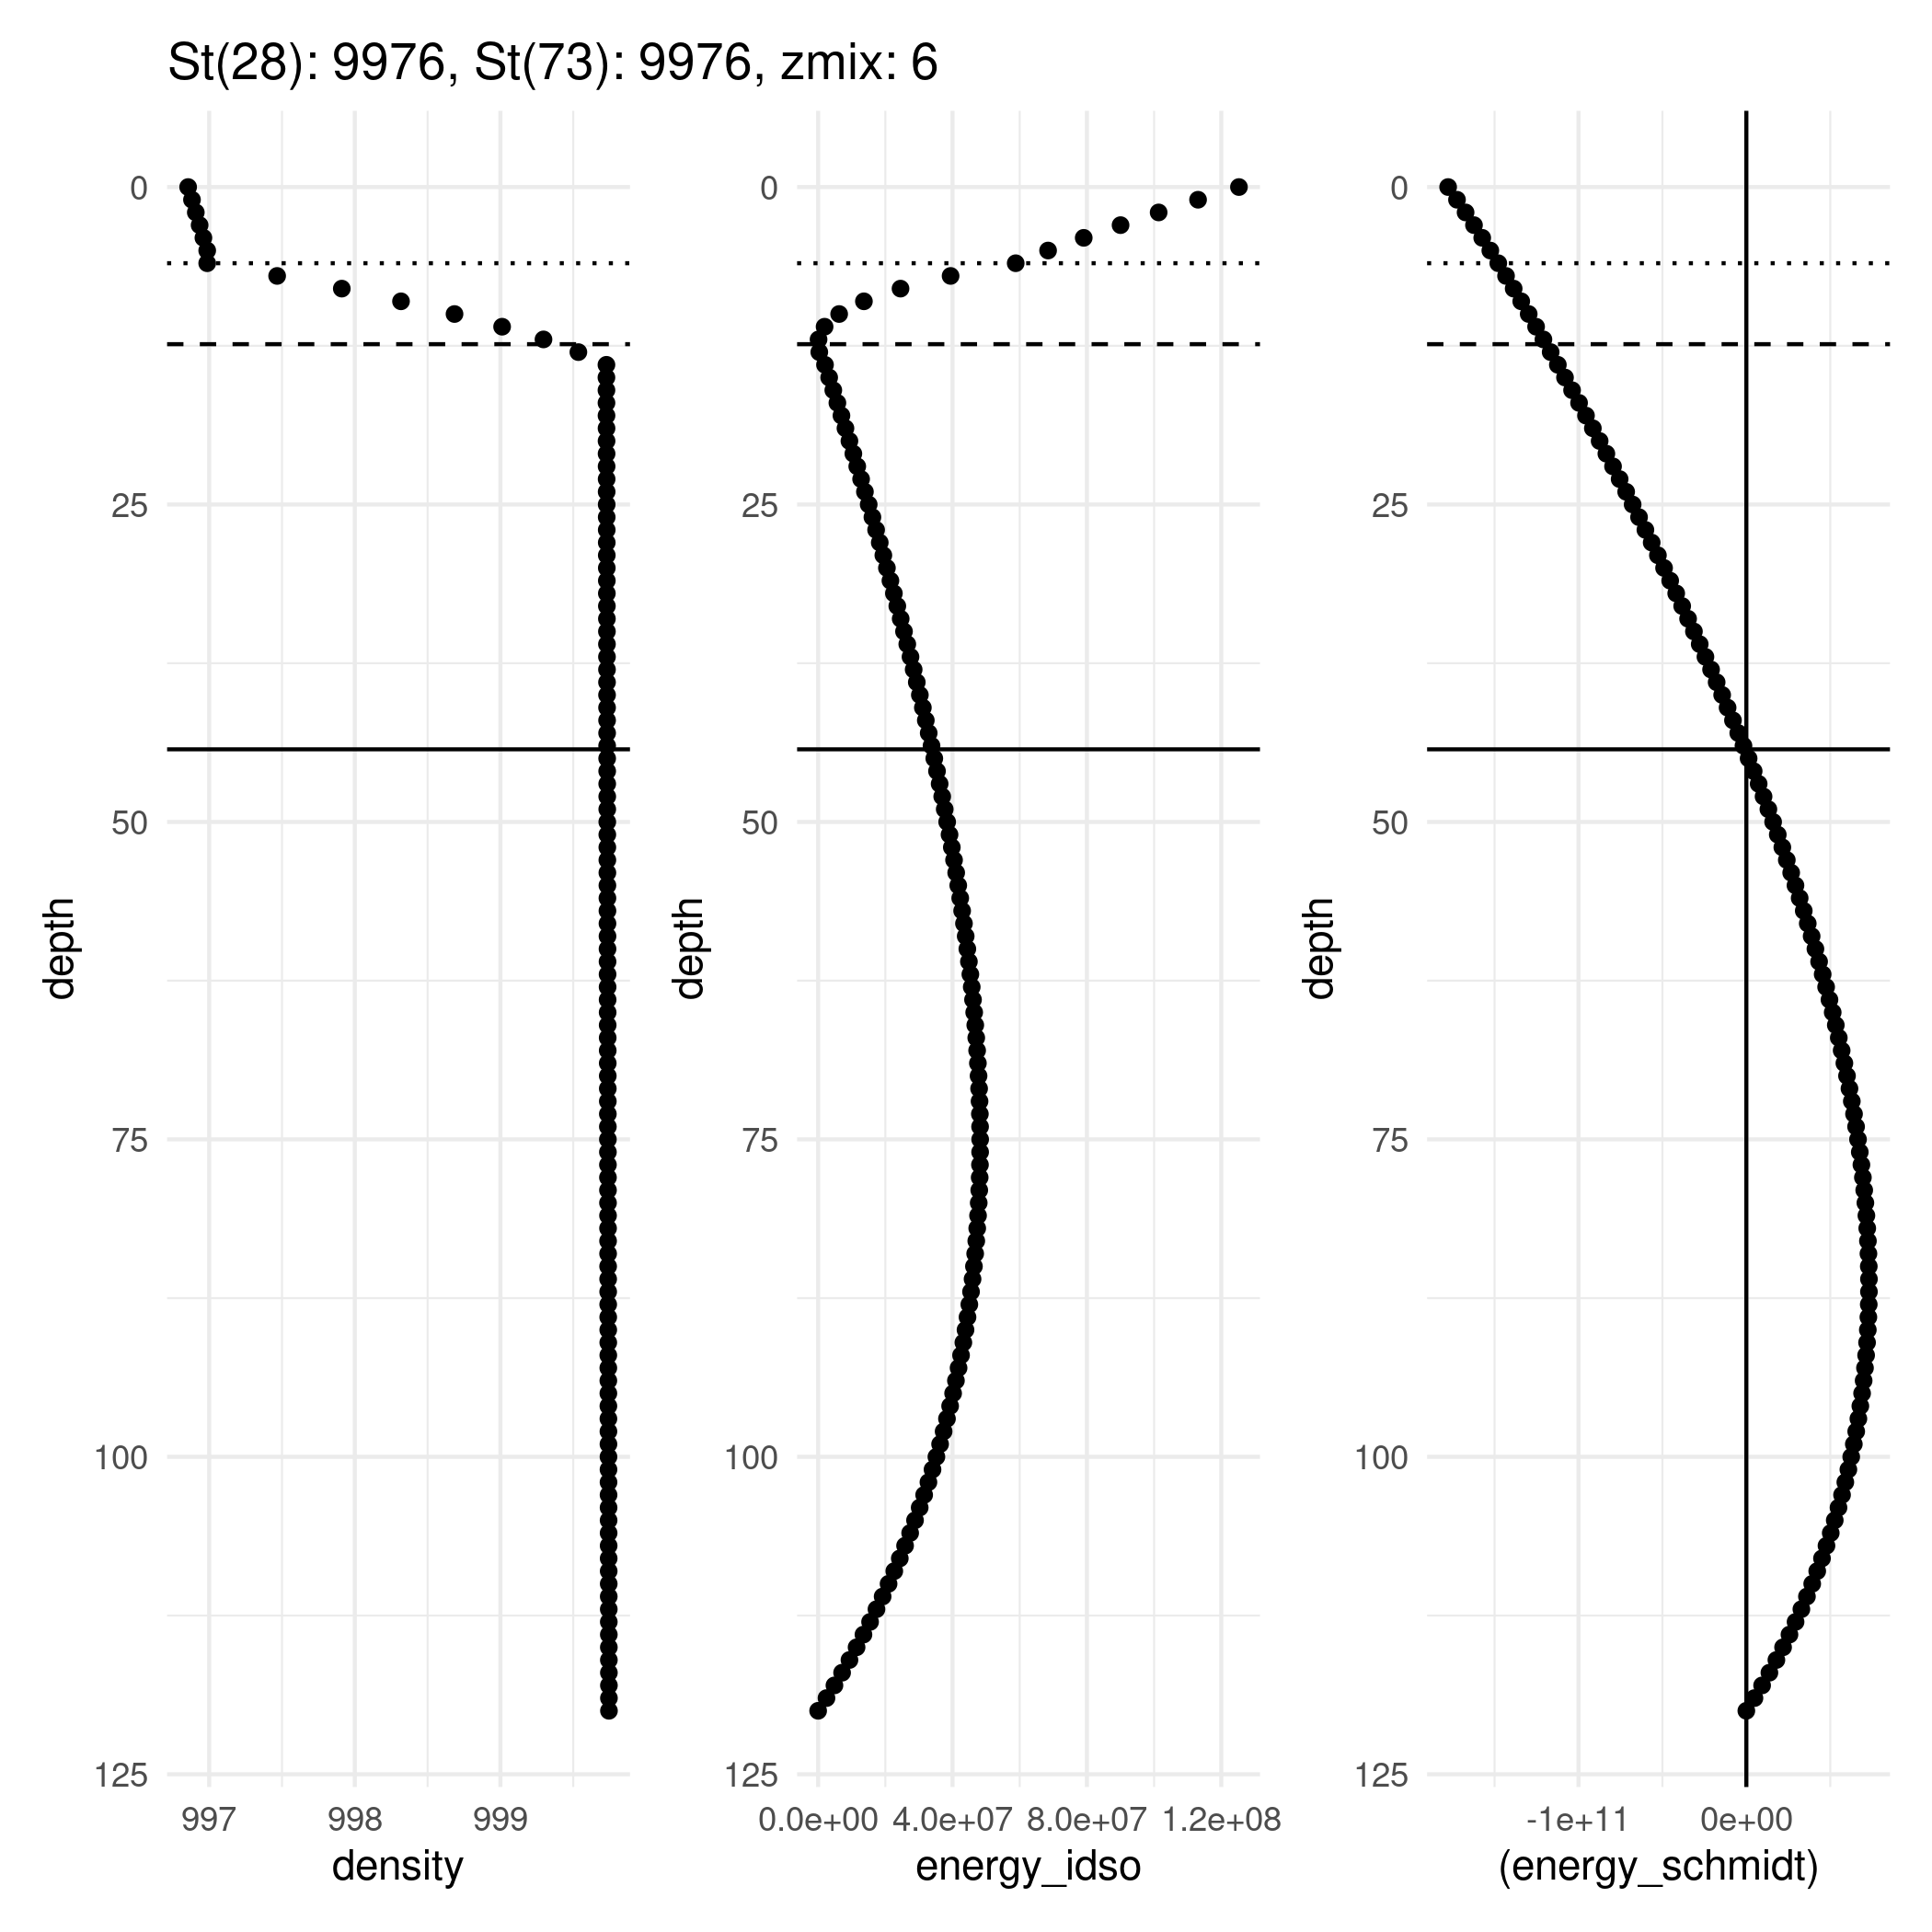 St(28): 9976, St(73): 9976, zmix: 6
depth
0
25
50
75
100
125
997 998 999
density
depth
0
25
50
75
100
125
0.0e+00 4.0e+07 8.0e+07 1.2e+08
energy_idso
depth
0
25
50
75
100
125
-1e+11 0e+00
(energy_schmidt)